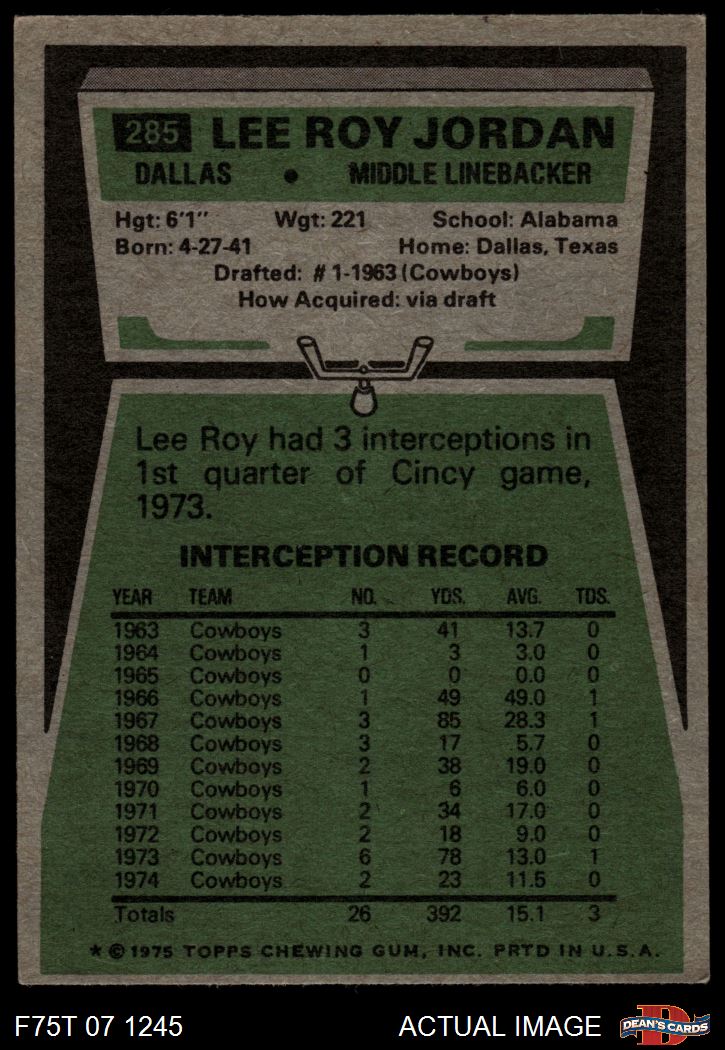 285 LEE ROY JORDAN
DALLAS • MIDDLE LINEBACKER
Hgt: 6'1" Wgt: 221 School: Alabama
Born: 4-27-41 Home: Dallas, Texas
Drafted: #1-1963 (Cowboys)
How Acquired: via draft
Lee Roy had 3 interceptions in
1st quarter of Cincy game,
1973.
INTERCEPTION RECORD
YEAR TEAM NO. YDS. AVG. TDS.
1963 Cowboys 3 41 13.7 0
1964 Cowboys 1 3 3.0 0
1965 Cowboys 0 0 0.0 0
1966 Cowboys 1 49 49.0 1
1967 Cowboys 3 85 28.3 1
1968 Cowboys 3 17 5.7 0
1969 Cowboys 2 38 19.0 0
1970 Cowboys 1 6 6.0 0
1971 Cowboys 2 34 17.0 0
1972 Cowboys 2 18 9.0 0
1973 Cowboys 6 78 13.0 1
1974 Cowboys 2 23 11.5 0
Totals 26 392 15.1 3
* © 1975 TOPPS CHEWING GUM, INC. PRTD IN U.S.A.
F75T 07 1245 ACTUAL IMAGE D DEAN'S CARDS